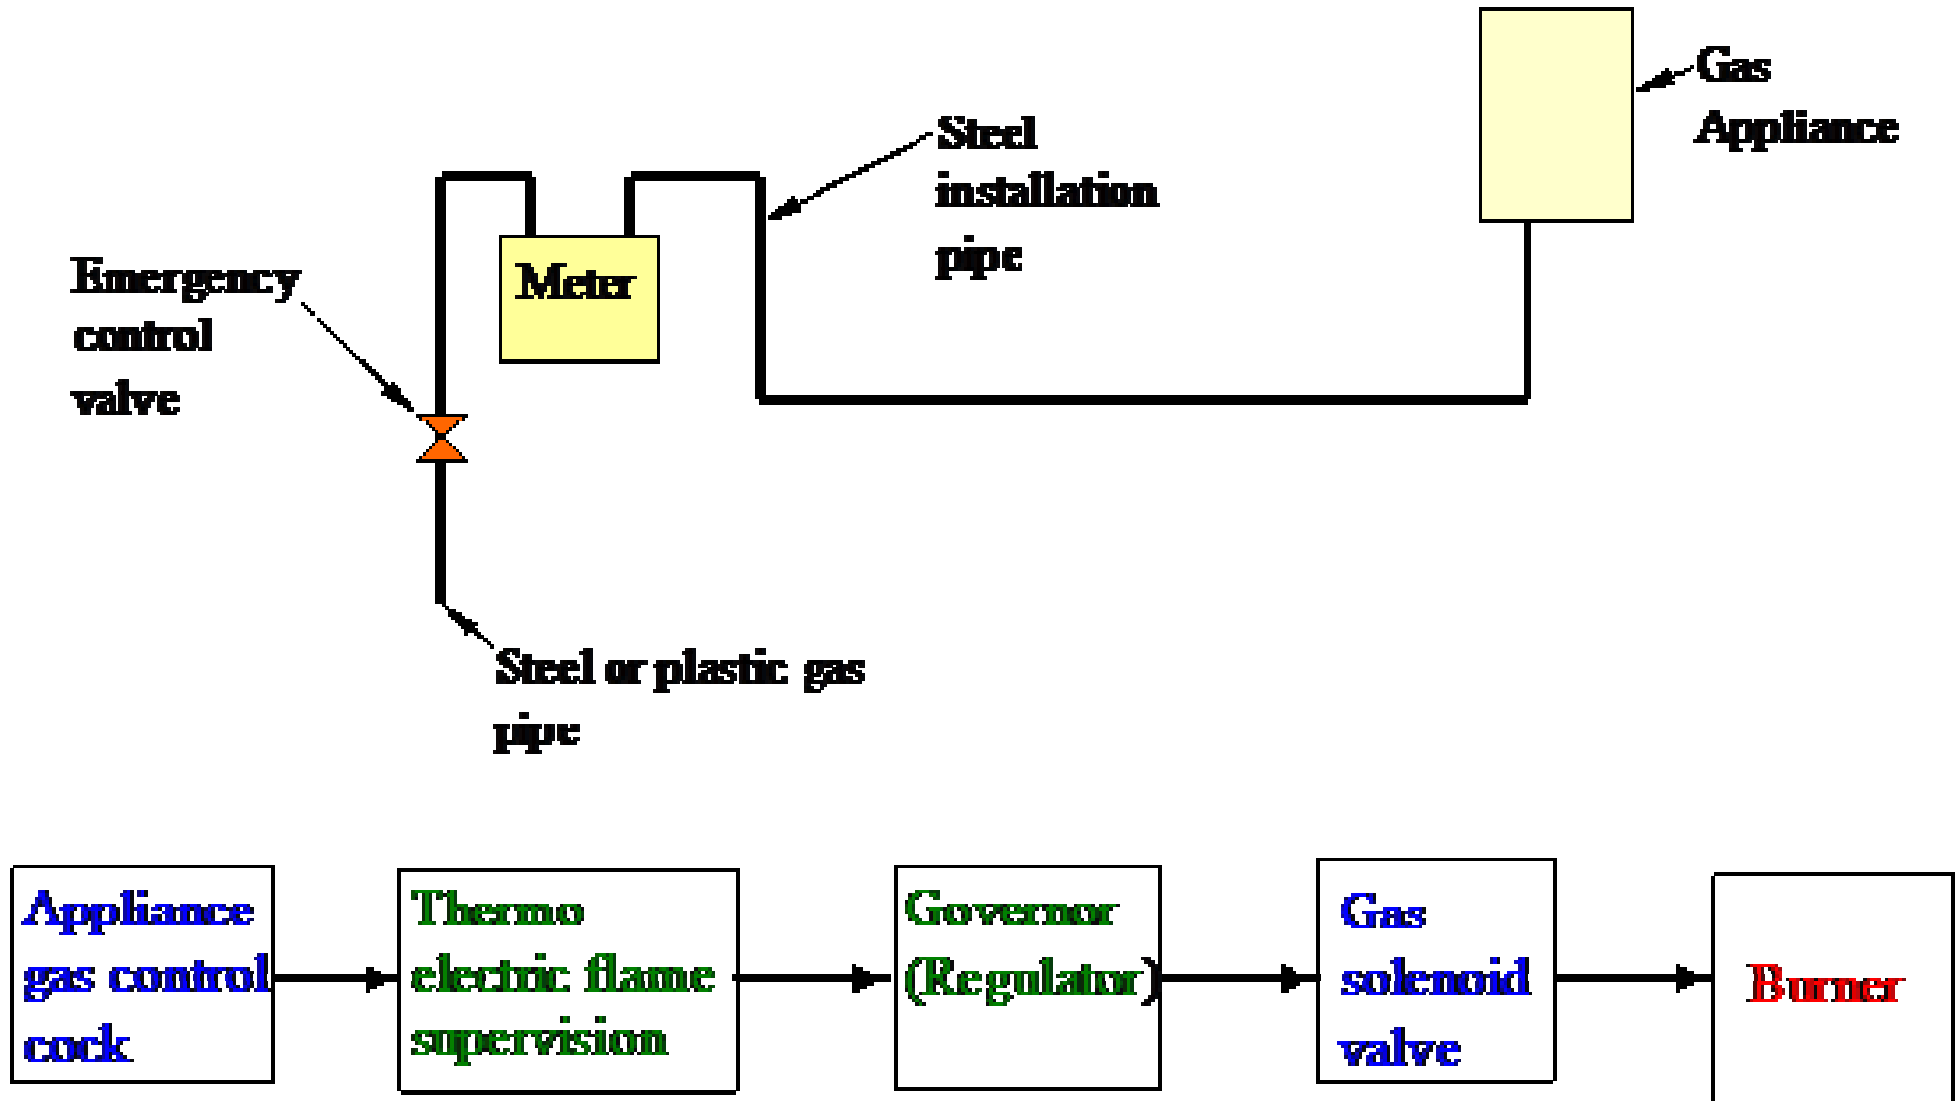 Gas
Appliance
Steel
installation
pipe
Emergency
control
valve
Meter
Steel or plastic gas
pipe
Appliance
gas control
cock
Thermo
electric flame
supervision
Governor
(Regulator)
Gas
solenoid
valve
Burner